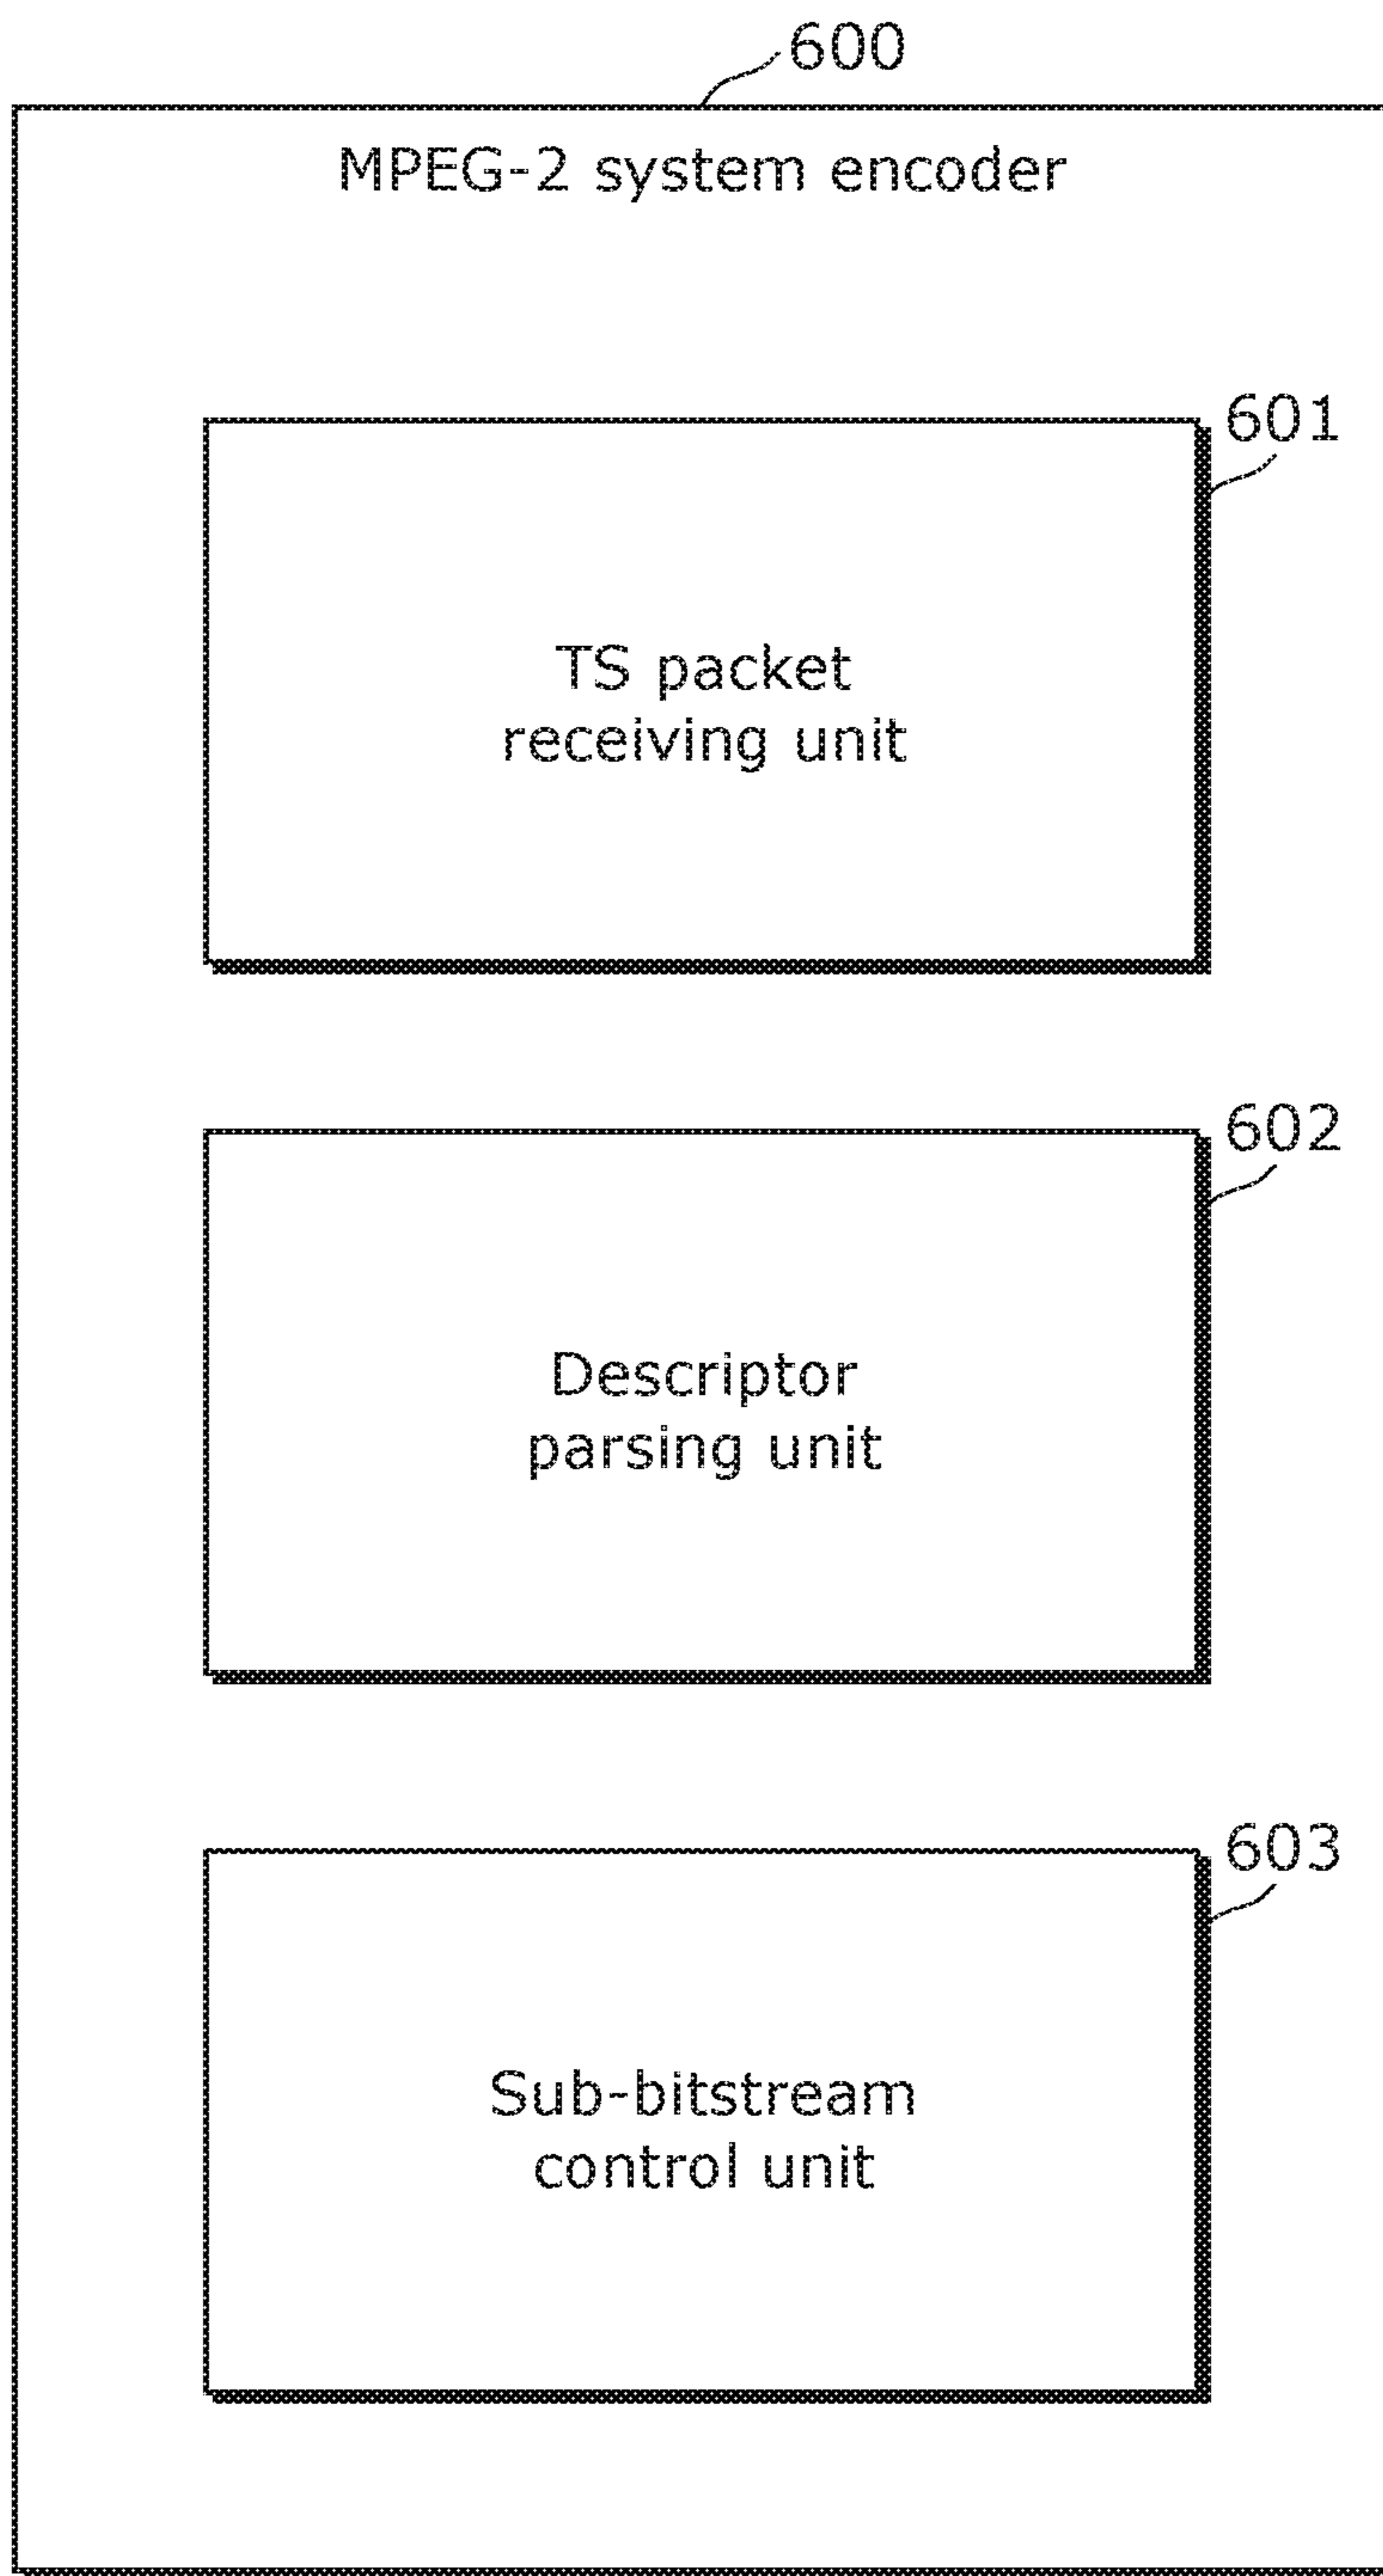 600
MPEG-2 system encoder
601
TS packet
receiving unit
602
Descriptor
parsing unit
603
Sub-bitstream
control unit